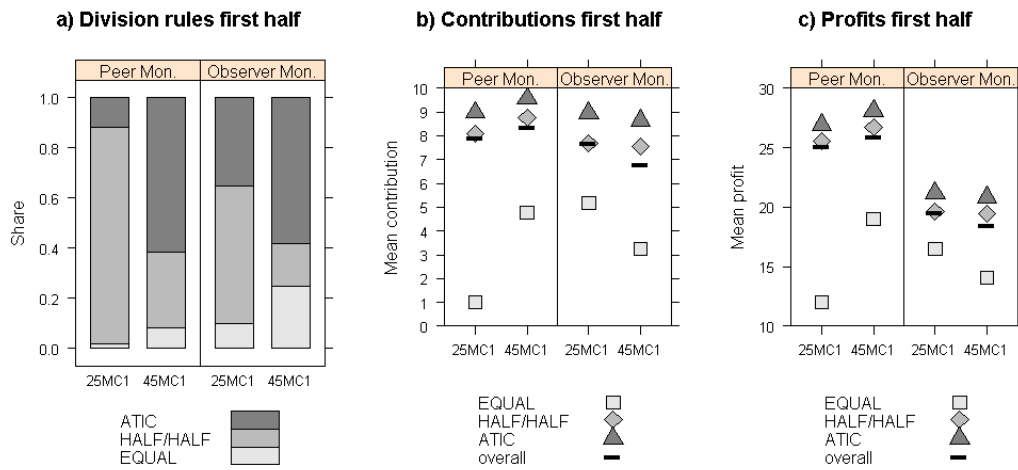 a) Division rules first half
Peer Mon. Observer Mon.
1.0
0.8
0.6
0.4
0.2
0.0
Share
25MC1 45MC1 25MC1 45MC1
ATIC
HALF/HALF
EQUAL
b) Contributions first half
Peer Mon. Observer Mon.
10
9
8
7
6
5
4
3
2
1
0
Mean contribution
25MC1 45MC1 25MC1 45MC1
EQUAL
HALF/HALF
ATIC
overall
c) Profits first half
Peer Mon. Observer Mon.
30
25
20
15
10
Mean profit
25MC1 45MC1 25MC1 45MC1
EQUAL
HALF/HALF
ATIC
overall